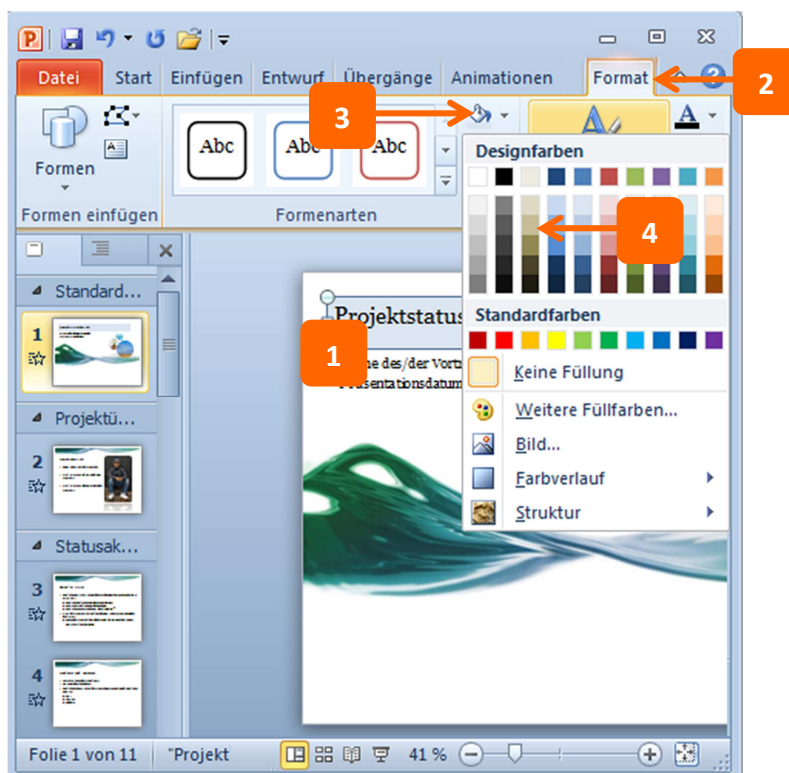 P
Datei Start Einfügen Entwurf Übergänge Animationen Format 2
3
Formen
Abc Abc Abc
A
Formen einfügen Formenarten
Designfarben
4
Standardfarben
Keine Füllung
Weitere Füllfarben...
Bild...
Farbverlauf
Struktur
Standard...
1
Projektü...
2
Statusak...
3
4
Projektstatus
1
des/der
Folie 1 von 11 "Projekt 41 %